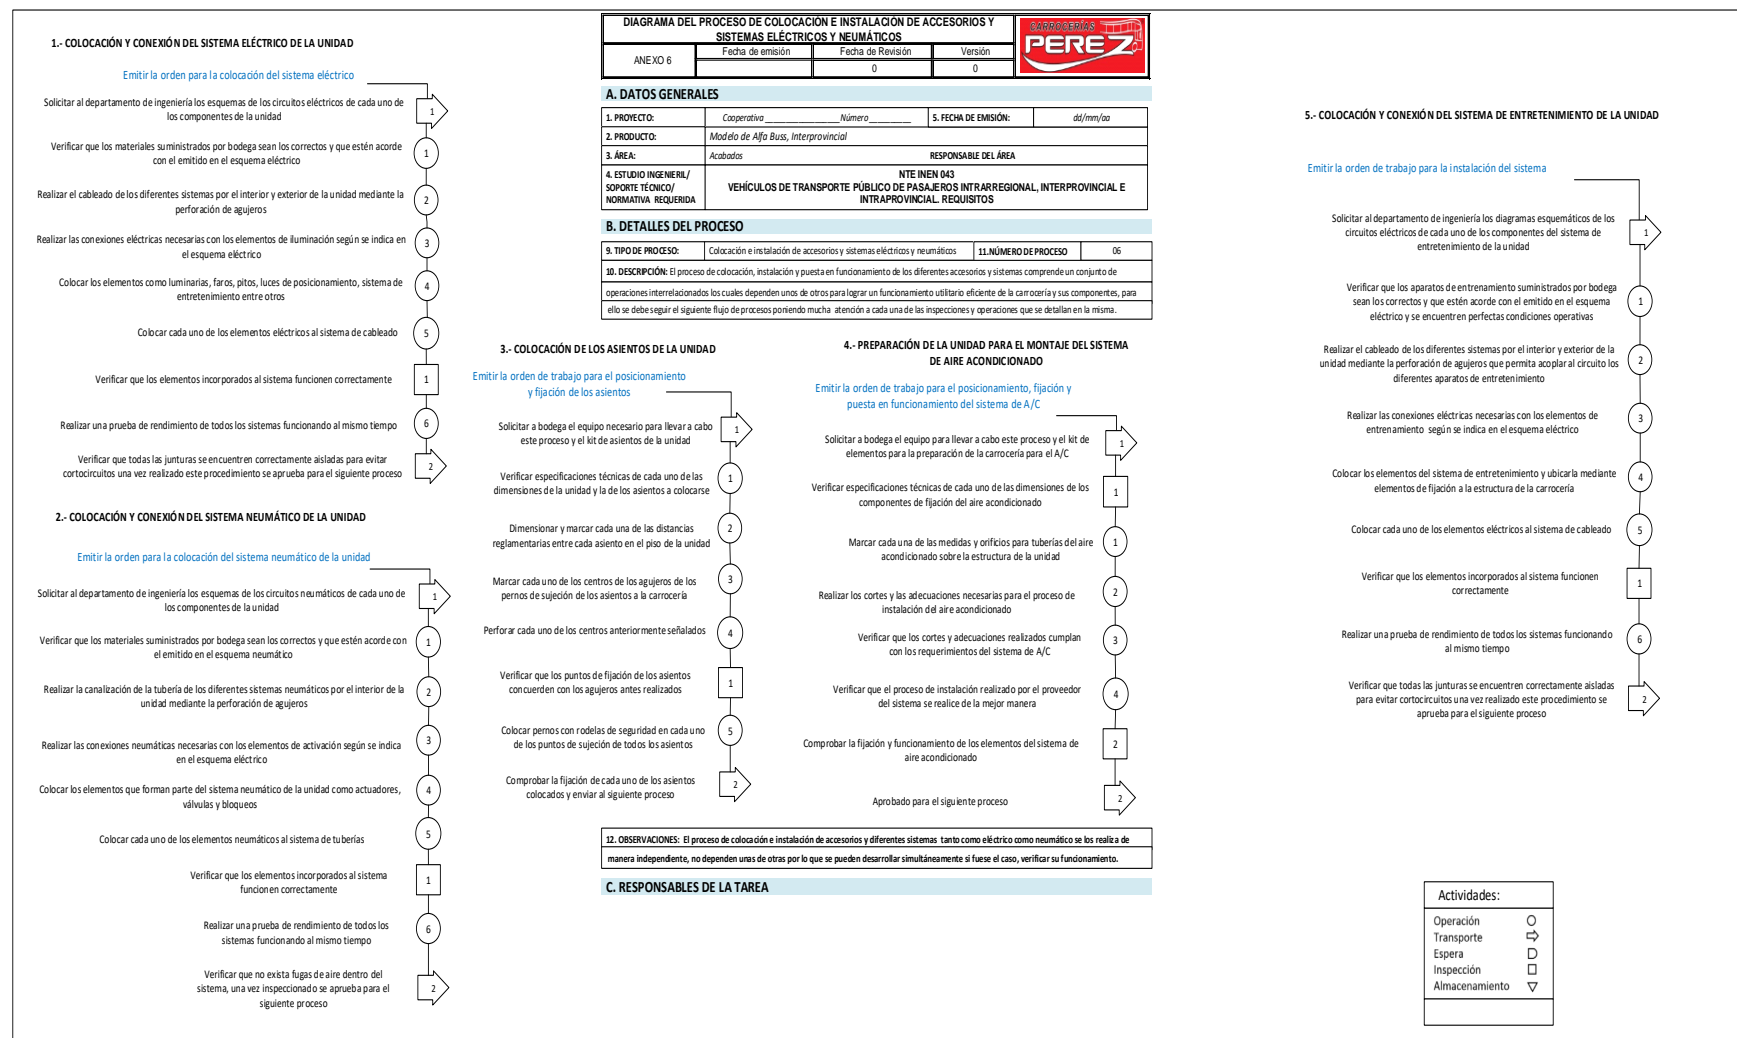 DIAGRAMA DEL PROCESO DE COLOCACIÓN E INSTALACIÓN DE ACCESORIOS Y
SISTEMAS ELÉCTRICOS Y NEUMÁTICOS
ANEXO 6
Fecha de emisión
Fecha de Revisión
Versión
0
0
CARROCERÍAS
PEREZ
A. DATOS GENERALES
1. PROYECTO:
Cooperativa ________________Número _________
5. FECHA DE EMISIÓN:
dd/mm/aa
2. PRODUCTO:
Modelo de Alfa Buss, Interprovincial
3. ÁREA:
Acabados
RESPONSABLE DEL ÁREA
4. ESTUDIO INGENIERIL/
SOPORTE TÉCNICO/
NORMATIVA REQUERIDA
NTE INEN 043
VEHÍCULOS DE TRANSPORTE PÚBLICO DE PASAJEROS INTRARREGIONAL, INTERPROVINCIAL E
INTRAPROVINCIAL. REQUISITOS
B. DETALLES DEL PROCESO
9. TIPO DE PROCESO:
Colocación e instalación de accesorios y sistemas eléctricos y neumáticos
11.NÚMERO DE PROCESO
06
10. DESCRIPCIÓN: El proceso de colocación, instalación y puesta en funcionamiento de los diferentes accesorios y sistemas comprende un conjunto de
operaciones interrelacionados los cuales dependen unos de otros para lograr un funcionamiento utilitario eficiente de la carrocería y sus componentes, para
ello se debe seguir el siguiente flujo de procesos poniendo mucha atención a cada una de las inspecciones y operaciones que se detallan en la misma.
1.- COLOCACIÓN Y CONEXIÓN DEL SISTEMA ELÉCTRICO DE LA UNIDAD
Emitir la orden para la colocación del sistema eléctrico
Solicitar al departamento de ingeniería los esquemas de los circuitos eléctricos de cada uno de
los componentes de la unidad
1
Verificar que los materiales suministrados por bodega sean los correctos y que estén acorde
con el emitido en el esquema eléctrico
1
Realizar el cableado de los diferentes sistemas por el interior y exterior de la unidad mediante la
perforación de agujeros
2
Realizar las conexiones eléctricas necesarias con los elementos de iluminación según se indica en
el esquema eléctrico
3
Colocar los elementos como luminarias, faros, pitos, luces de posicionamiento, sistema de
entretenimiento entre otros
4
Colocar cada uno de los elementos eléctricos al sistema de cableado
5
Verificar que los elementos incorporados al sistema funcionen correctamente
1
Realizar una prueba de rendimiento de todos los sistemas funcionando al mismo tiempo
6
Verificar que todas las junturas se encuentren correctamente aisladas para evitar
cortocircuitos una vez realizado este procedimiento se aprueba para el siguiente proceso
2
2.- COLOCACIÓN Y CONEXIÓN DEL SISTEMA NEUMÁTICO DE LA UNIDAD
Emitir la orden para la colocación del sistema neumático de la unidad
Solicitar al departamento de ingeniería los esquemas de los circuitos neumáticos de cada uno de
los componentes de la unidad
1
Verificar que los materiales suministrados por bodega sean los correctos y que estén acorde con
el emitido en el esquema neumático
1
Realizar la canalización de la tubería de los diferentes sistemas neumáticos por el interior de la
unidad mediante la perforación de agujeros
2
Realizar las conexiones neumáticas necesarias con los elementos de activación según se indica
en el esquema eléctrico
3
Colocar los elementos que forman parte del sistema neumático de la unidad como actuadores,
válvulas y bloqueos
4
Colocar cada uno de los elementos neumáticos al sistema de tuberías
5
Verificar que los elementos incorporados al sistema
funcionen correctamente
1
Realizar una prueba de rendimiento de todos los
sistemas funcionando al mismo tiempo
6
Verificar que no exista fugas de aire dentro del
sistema, una vez inspeccionado se aprueba para el
siguiente proceso
2
3.- COLOCACIÓN DE LOS ASIENTOS DE LA UNIDAD
Emitir la orden de trabajo para el posicionamiento
y fijación de los asientos
Solicitar a bodega el equipo necesario para llevar a cabo
este proceso y el kit de asientos de la unidad
1
Verificar especificaciones técnicas de cada uno de las
dimensiones de la unidad y la de los asientos a colocarse
1
Dimensionar y marcar cada una de las distancias
reglamentarias entre cada asiento en el piso de la unidad
2
Marcar cada uno de los centros de los agujeros de los
pernos de sujeción de los asientos a la carrocería
3
Perforar cada uno de los centros anteriormente señalados
4
Verificar que los puntos de fijación de los asientos
concuerden con los agujeros antes realizados
1
Colocar pernos con rodelas de seguridad en cada uno
de los puntos de sujeción de todos los asientos
5
Comprobar la fijación de cada uno de los asientos
colocados y enviar al siguiente proceso
2
4.- PREPARACIÓN DE LA UNIDAD PARA EL MONTAJE DEL SISTEMA
DE AIRE ACONDICIONADO
Emitir la orden de trabajo para el posicionamiento, fijación y
puesta en funcionamiento del sistema de A/C
Solicitar a bodega el equipo para llevar a cabo este proceso y el kit de
elementos para la preparación de la carrocería para el A/C
1
Verificar especificaciones técnicas de cada uno de las dimensiones de los
componentes de fijación del aire acondicionado
1
Marcar cada una de las medidas y orificios para tuberías del aire
acondicionado sobre la estructura de la unidad
1
Realizar los cortes y las adecuaciones necesarias para el proceso de
instalación del aire acondicionado
2
Verificar que los cortes y adecuaciones realizados cumplan
con los requerimientos del sistema de A/C
3
Verificar que el proceso de instalación realizado por el proveedor
del sistema se realice de la mejor manera
4
Comprobar la fijación y funcionamiento de los elementos del sistema de
aire acondicionado
2
Aprobado para el siguiente proceso
2
12. OBSERVACIONES: El proceso de colocación e instalación de accesorios y diferentes sistemas tanto como eléctrico como neumático se los realiza de
manera independiente, no dependen unas de otras por lo que se pueden desarrollar simultáneamente si fuese el caso, verificar su funcionamiento.
C. RESPONSABLES DE LA TAREA
5.- COLOCACIÓN Y CONEXIÓN DEL SISTEMA DE ENTRETENIMIENTO DE LA UNIDAD
Emitir la orden de trabajo para la instalación del sistema
Solicitar al departamento de ingeniería los diagramas esquemáticos de los
circuitos eléctricos de cada uno de los componentes del sistema de
entretenimiento de la unidad
1
Verificar que los aparatos de entrenamiento suministrados por bodega
sean los correctos y que estén acorde con el emitido en el esquema
eléctrico y se encuentren perfectas condiciones operativas
1
Realizar el cableado de los diferentes sistemas por el interior y exterior de la
unidad mediante la perforación de agujeros que permita acoplar al circuito los
diferentes aparatos de entretenimiento
2
Realizar las conexiones eléctricas necesarias con los elementos de
entrenamiento según se indica en el esquema eléctrico
3
Colocar los elementos del sistema de entretenimiento y ubicarla mediante
elementos de fijación a la estructura de la carrocería
4
Colocar cada uno de los elementos eléctricos al sistema de cableado
5
Verificar que los elementos incorporados al sistema funcionen
correctamente
1
Realizar una prueba de rendimiento de todos los sistemas funcionando
al mismo tiempo
6
Verificar que todas las junturas se encuentren correctamente aisladas
para evitar cortocircuitos una vez realizado este procedimiento se
aprueba para el siguiente proceso
2
Actividades:
Operación
Transporte
Espera
Inspección
Almacenamiento